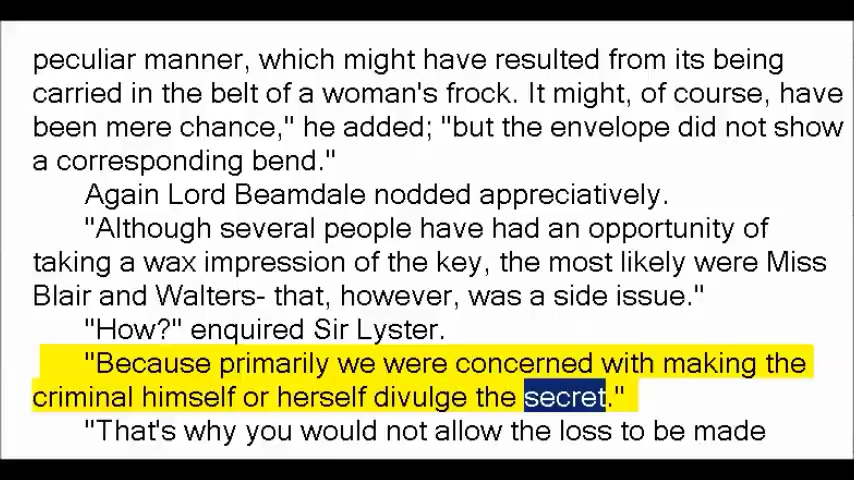 peculiar manner, which might have resulted from its being
carried in the belt of a woman's frock. It might, of course, have
been mere chance," he added; "but the envelope did not show
a corresponding bend."
Again Lord Beamdale nodded appreciatively.
"Although several people have had an opportunity of
taking a wax impression of the key, the most likely were Miss
Blair and Walters- that, however, was a side issue."
"How?" enquired Sir Lyster.
"Because primarily we were concerned with making the
criminal himself or herself divulge the secret."
"That's why you would not allow the loss to be made